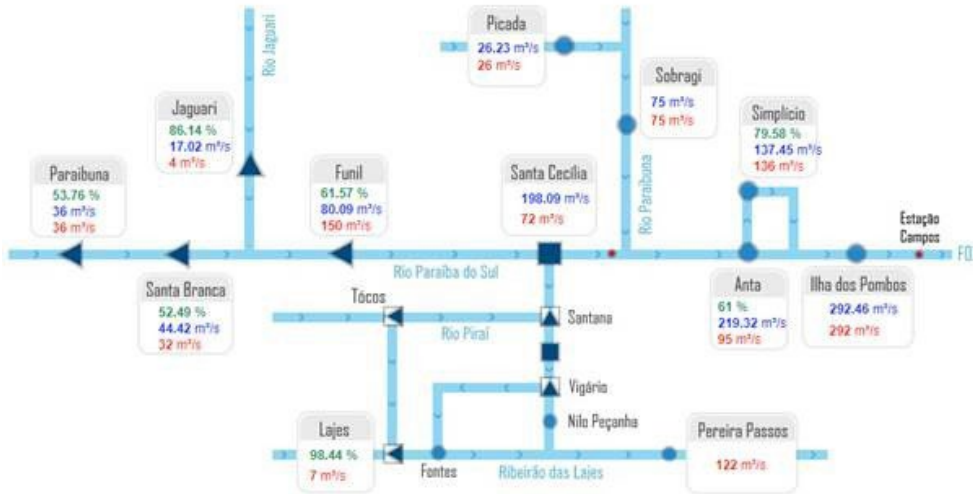 Picada
26.23 m³/s
26 m³/s
Rio Jaguari
Sobragi
75 m³/s
75 m³/s
Jaguari
86.14 %
17.02 m³/s
4 m³/s
Simplício
79.58 %
137.45 m³/s
136 m³/s
Paraibuna
53.76 %
36 m³/s
36 m³/s
Funil
61.57 %
80.09 m³/s
150 m³/s
Santa Cecília
198.09 m³/s
72 m³/s
Rio Paraibuna
Estação
Campos
FO
Rio Paraíba do Sul
Santa Branca
52.49 %
44.42 m³/s
32 m³/s
Anta
61 %
219.32 m³/s
95 m³/s
Ilha dos Pombos
292.46 m³/s
292 m³/s
Tócos
Santana
Rio Piraí
Vigário
Nilo Peçanha
Lajes
98.44 %
7 m³/s
Fontes
Ribeirão das Lajes
Pereira Passos
122 m³/s